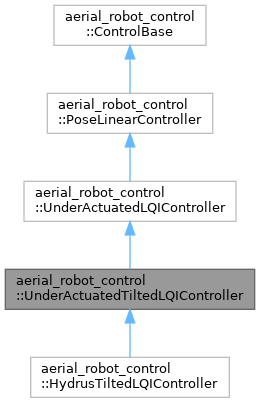 aerial_robot_control
::ControlBase
aerial_robot_control
::PoseLinearController
aerial_robot_control
::UnderActuatedLQIController
aerial_robot_control
::UnderActuatedTiltedLQIController
aerial_robot_control
::HydrusTiltedLQIController